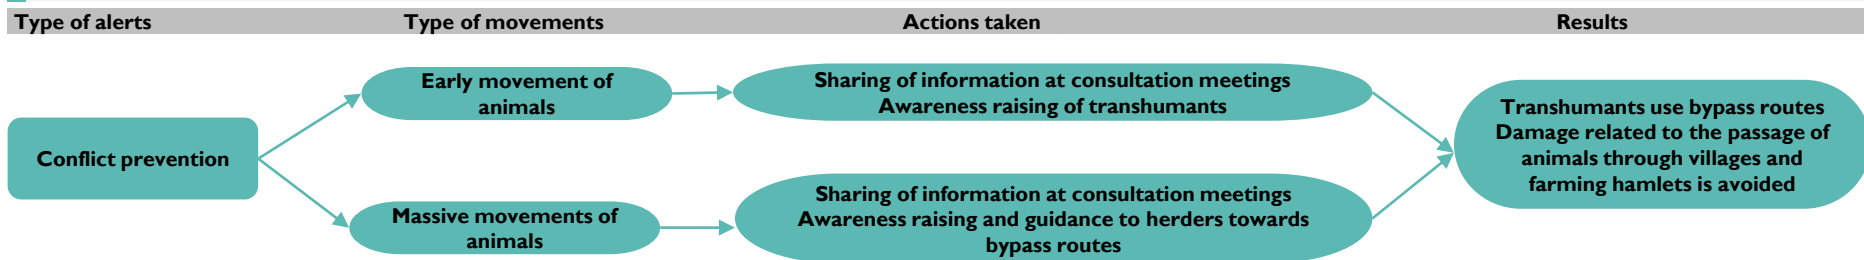 Type of alerts
Type of movements
Actions taken
Results
Conflict prevention
Early movement of
animals
Sharing of information at consultation meetings
Awareness raising of transhumants
Massive movements of
animals
Sharing of information at consultation meetings
Awareness raising and guidance to herders towards
bypass routes
Transhumants use bypass routes
Damage related to the passage of
animals through villages and
farming hamlets is avoided